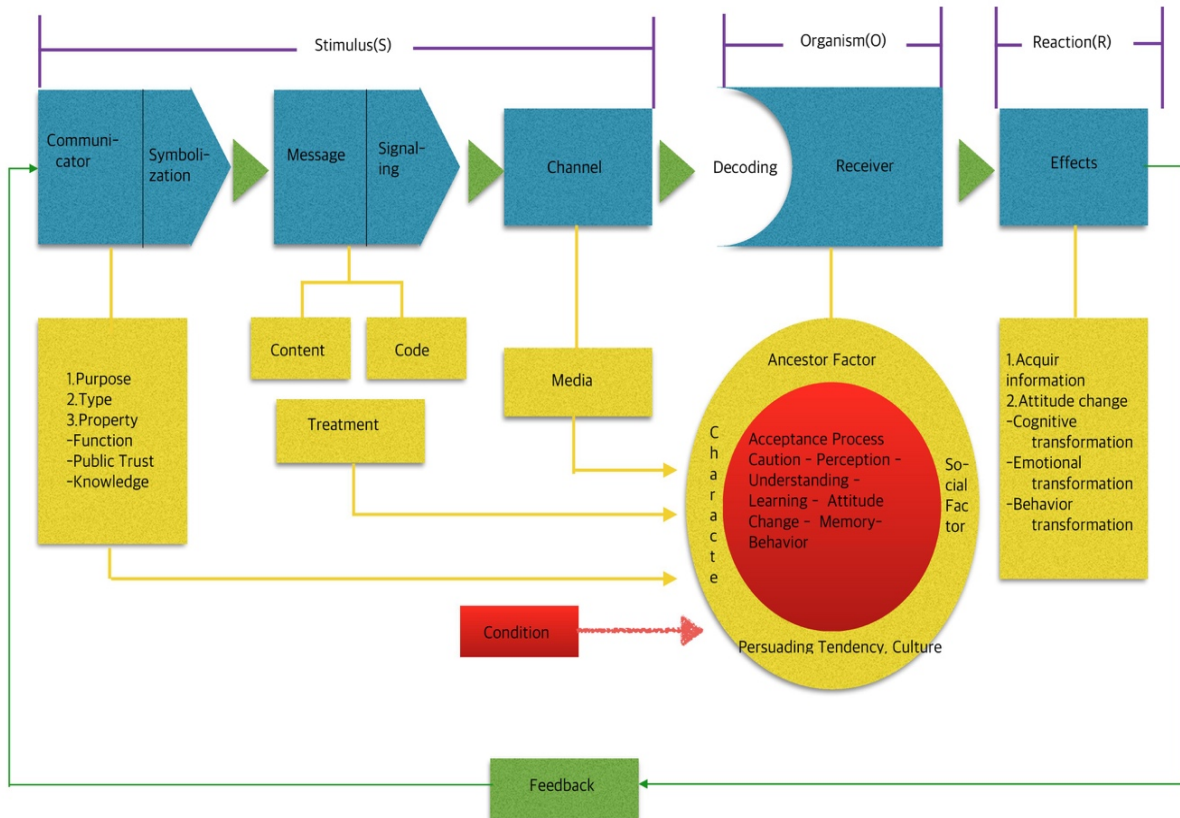 Stimulus(S)
Organism(O)
Reaction(R)
Communi-
cator
Symboli-
zation
Message
Signal-
ing
Channel
Decoding
Receiver
Effects
1.Purpose
2.Type
3.Property
-Function
-Public Trust
-Knowledge
Content
Code
Treatment
Media
Ancestor Factor
Characte
Acceptance Process
Caution - Perception -
Understanding -
Learning - Attitude
Change - Memory-
Behavior
So-
cial
Fac
tor
Persuading Tendency, Culture
1.Acquir
information
2.Attitude change
-Cognitive
transformation
-Emotional
transformation
-Behavior
transformation
Condition
Feedback